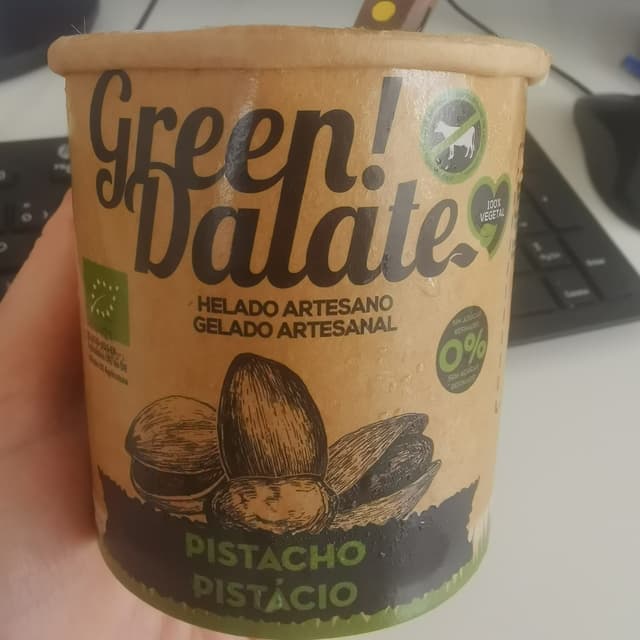 Green!
Dalate
100%
VEGETAL
HELADO ARTESANO
GELADO ARTESANAL
0%
PISTACHO
PISTÁCIO